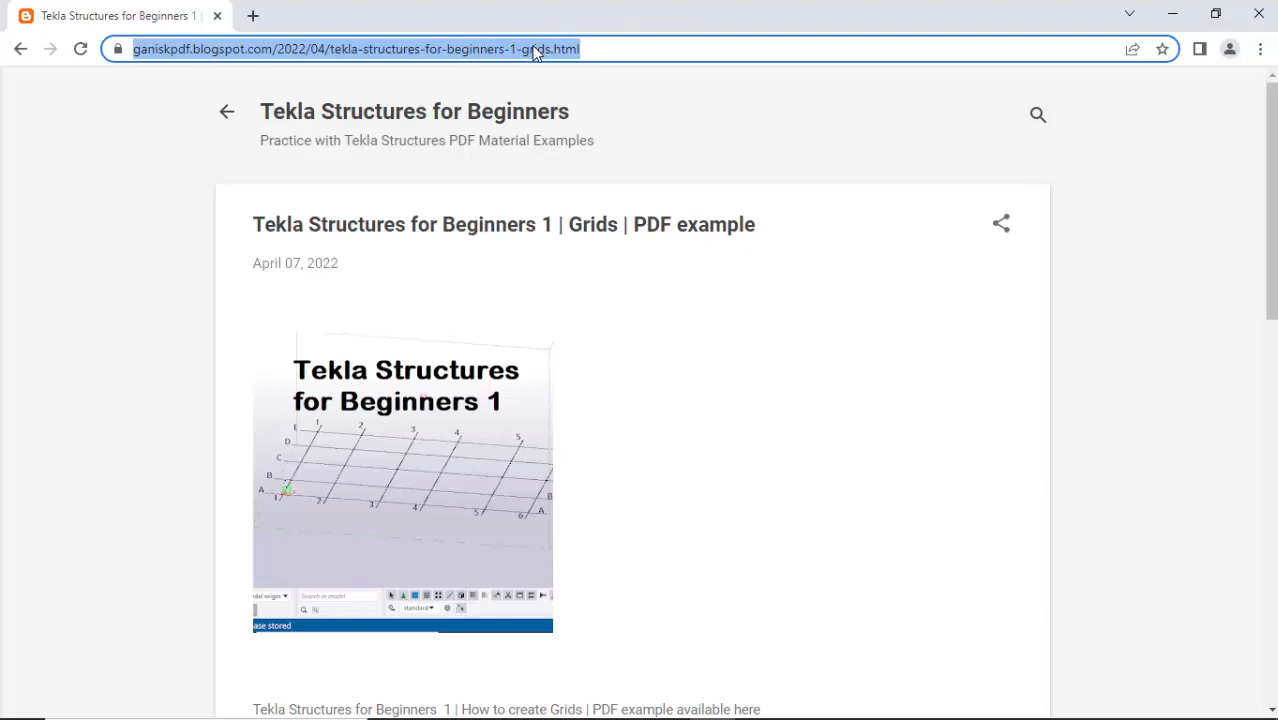 Tekla Structures for Beginners 1 |
ganiskpdf.blogspot.com/2022/04/tekla-structures-for-beginners-1-grids.html
Tekla Structures for Beginners
Practice with Tekla Structures PDF Material Examples
Tekla Structures for Beginners 1 | Grids | PDF example
April 07, 2022
Tekla Structures
for Beginners 1
1 2 3 4 5
E
D
C
B B
A A
1 2 3 4 5 6
del origin Search in model
standard
ase stored
Tekla Structures for Beginners 1 | How to create Grids | PDF example available here